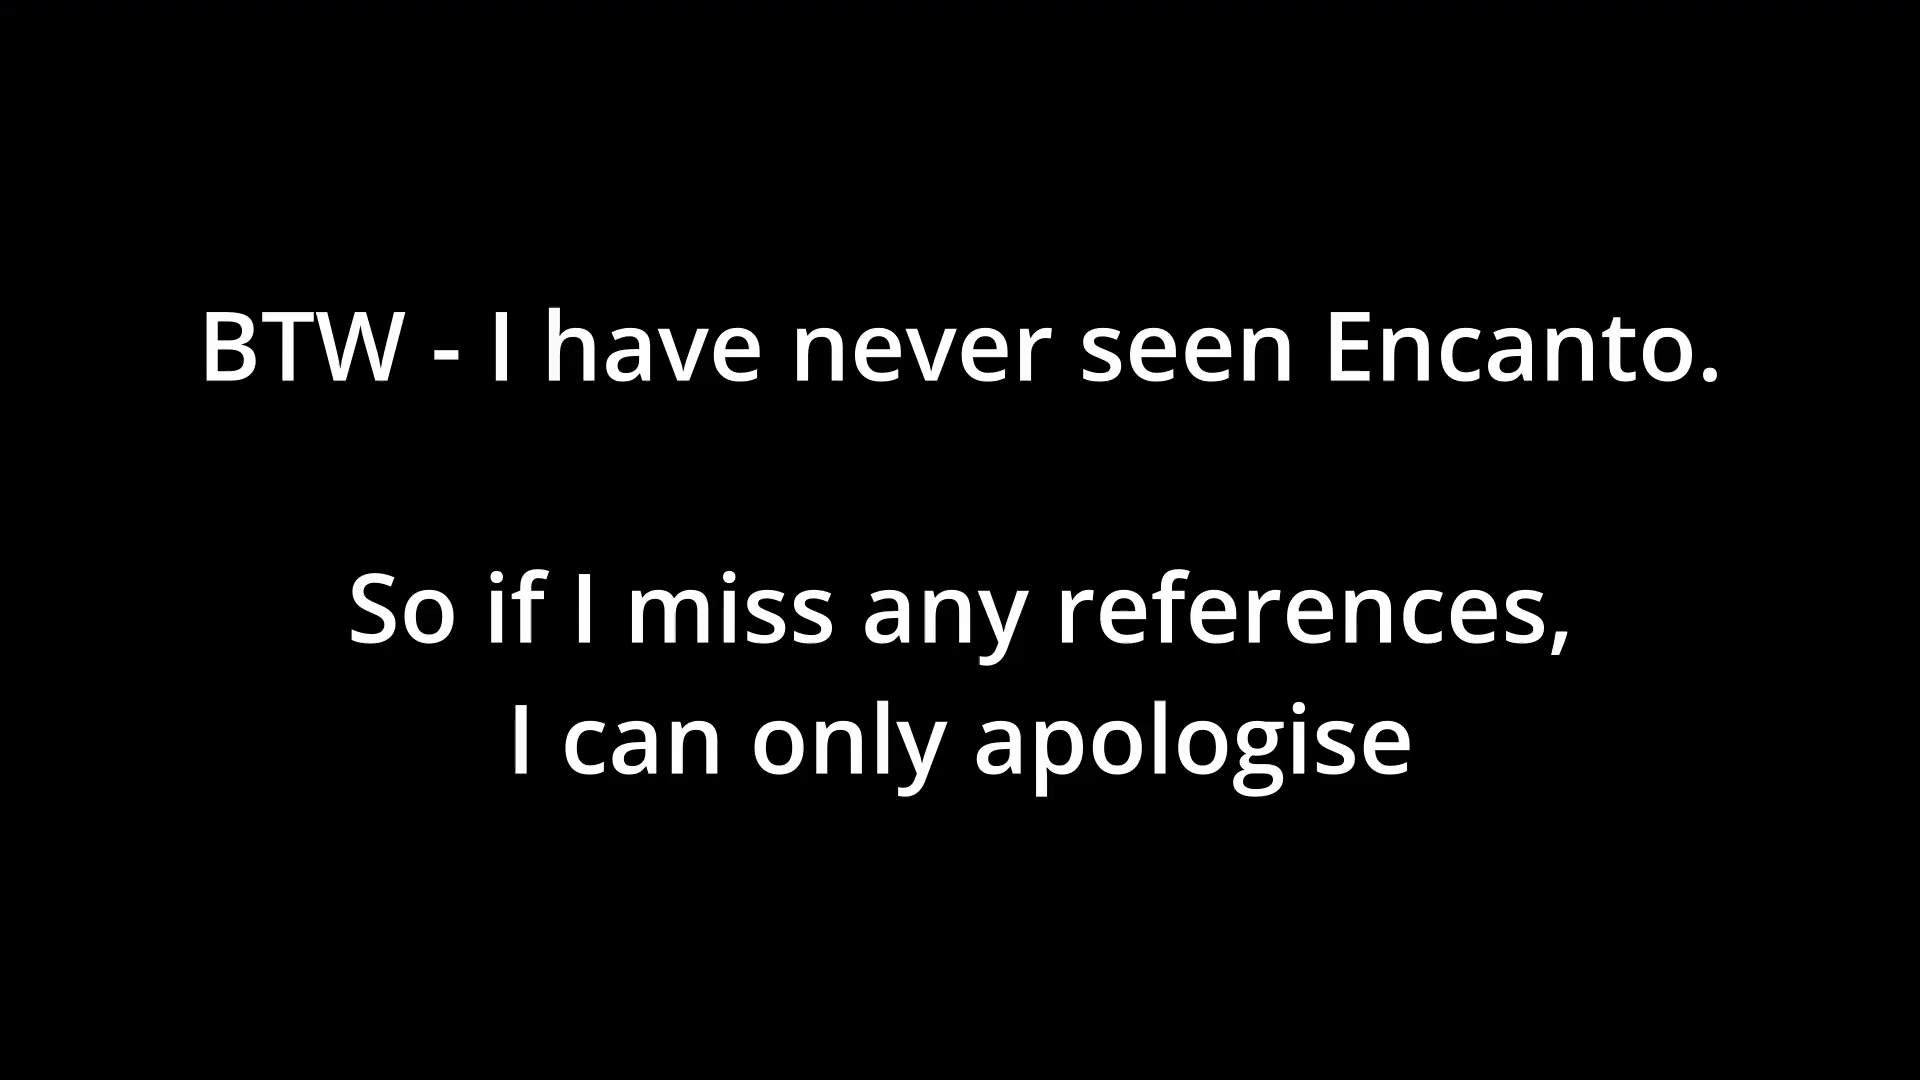 BTW - I have never seen Encanto.
So if I miss any references,
I can only apologise